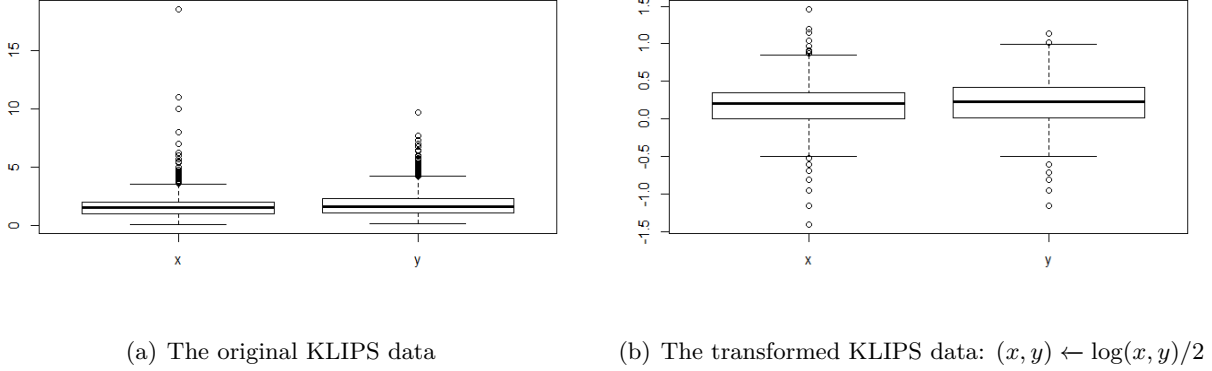 15
10
5
0
x
y
1.5
1.0
0.5
0.0
-0.5
-1.0
-1.5
x
y
(a) The original KLIPS data
(b) The transformed KLIPS data: (x, y) ← log(x, y)/2